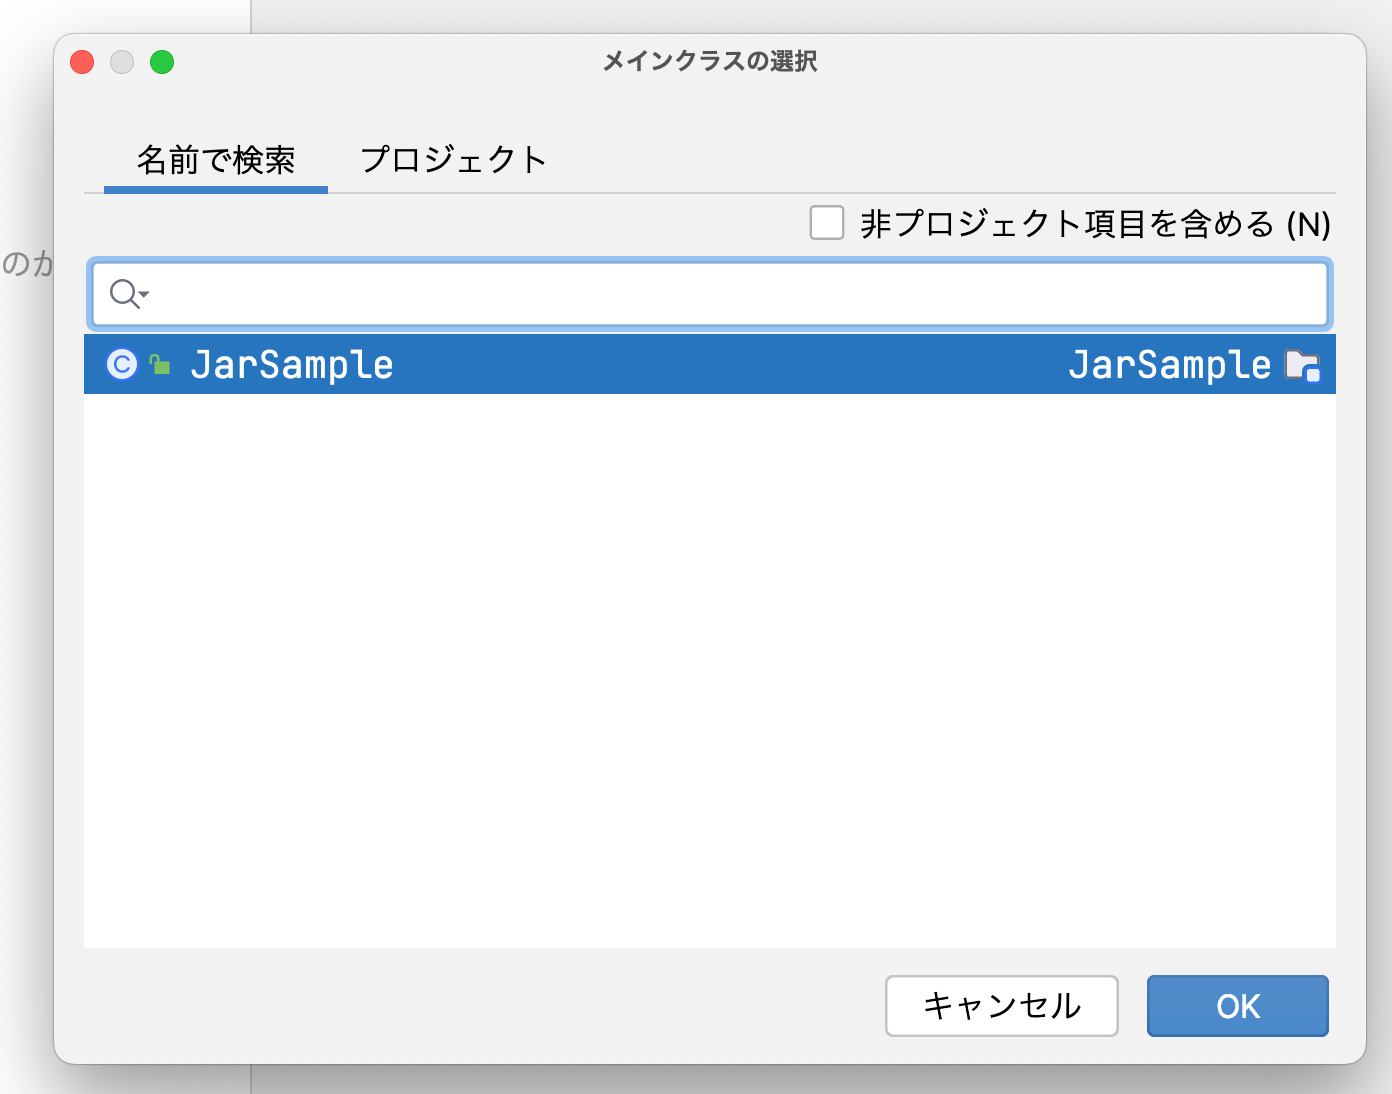 メインクラスの選択
名前で検索 プロジェクト
非プロジェクト項目を含める (N)
のか
JarSample JarSample
キャンセル OK